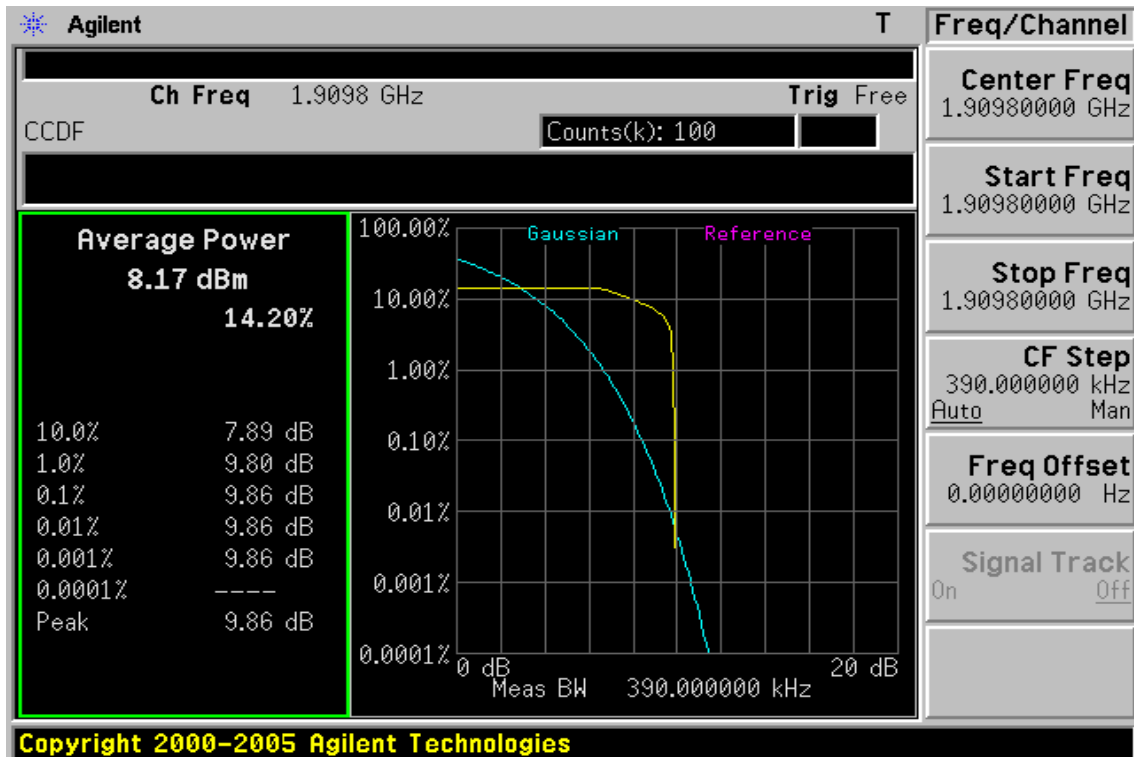 Agilent T
Ch Freq 1.9098 GHz Trig Free
CCDF
Counts(k): 100
Average Power
8.17 dBm
14.20%
10.0% 7.89 dB
1.0% 9.80 dB
0.1% 9.86 dB
0.01% 9.86 dB
0.001% 9.86 dB
0.0001% ----
Peak 9.86 dB
Gaussian Reference
100.00%
10.00%
1.00%
0.10%
0.01%
0.001%
0.0001%
0 dB 20 dB
Meas BW 390.000000 kHz
Freq/Channel
Center Freq
1.90980000 GHz
Start Freq
1.90980000 GHz
Stop Freq
1.90980000 GHz
CF Step
390.000000 kHz
Auto Man
Freq Offset
0.00000000 Hz
Signal Track
On Off
Copyright 2000-2005 Agilent Technologies